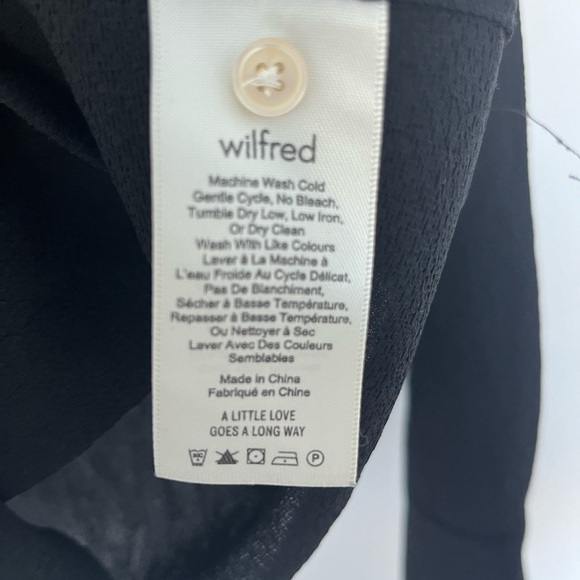 wilfred
Machine Wash Cold
Gentle Cycle, No Bleach,
Tumble Dry Low, Low Iron,
Or Dry Clean
Wash With Like Colours
Laver à La Machine à
L'eau Froide Au Cycle Délicat,
Pas De Blanchiment,
Sécher à Basse Température,
Repasser à Basse Température,
Ou Nettoyer à Sec
Laver Avec Des Couleurs
Semblables
Made in China
Fabriqué en Chine
A LITTLE LOVE
GOES A LONG WAY
P